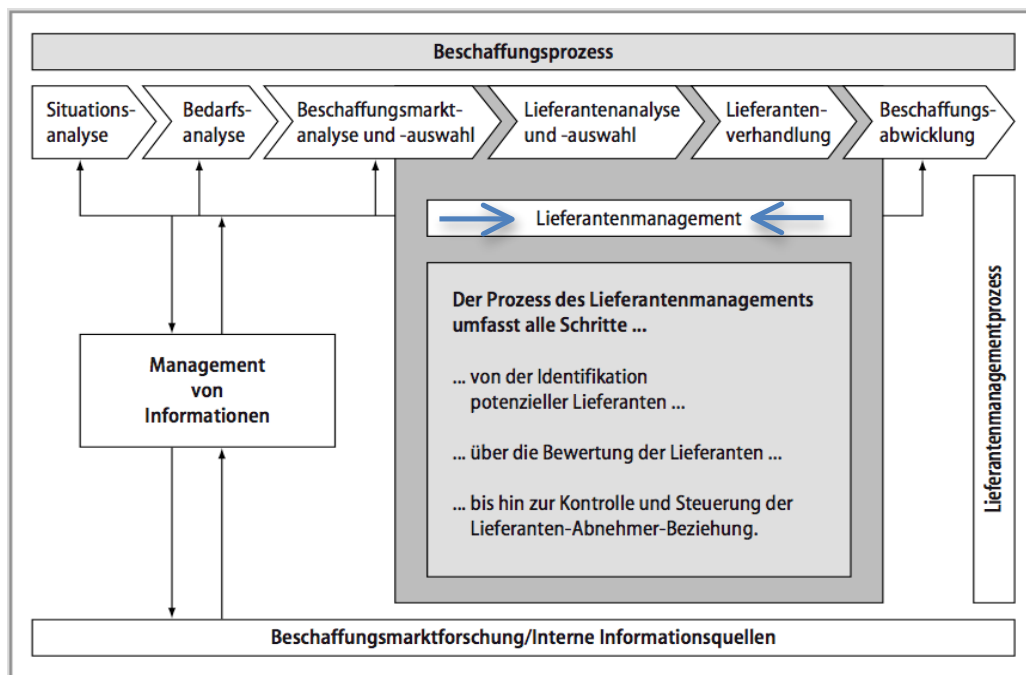 Beschaffungsprozess
Situations-
analyse
Bedarfs-
analyse
Beschaffungsmarkt-
analyse und -auswahl
Lieferantenanalyse
und -auswahl
Lieferanten-
verhandlung
Beschaffungs-
abwicklung
Lieferantenmanagement
Der Prozess des Lieferantenmanagements
umfasst alle Schritte ...
... von der Identifikation
potenzieller Lieferanten ...
... über die Bewertung der Lieferanten ...
... bis hin zur Kontrolle und Steuerung der
Lieferanten-Abnehmer-Beziehung.
Management
von
Informationen
Lieferantenmanagementprozess
Beschaffungsmarktforschung/Interne Informationsquellen